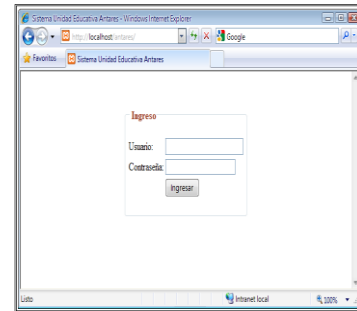 Sistema Unidad Educativa Antares - Windows Internet Explorer
http://localhost/antares/ Google
Favoritos Sistema Unidad Educativa Antares
Ingreso
Usuario:
Contraseña:
Ingresar
Listo Intranet local 100%